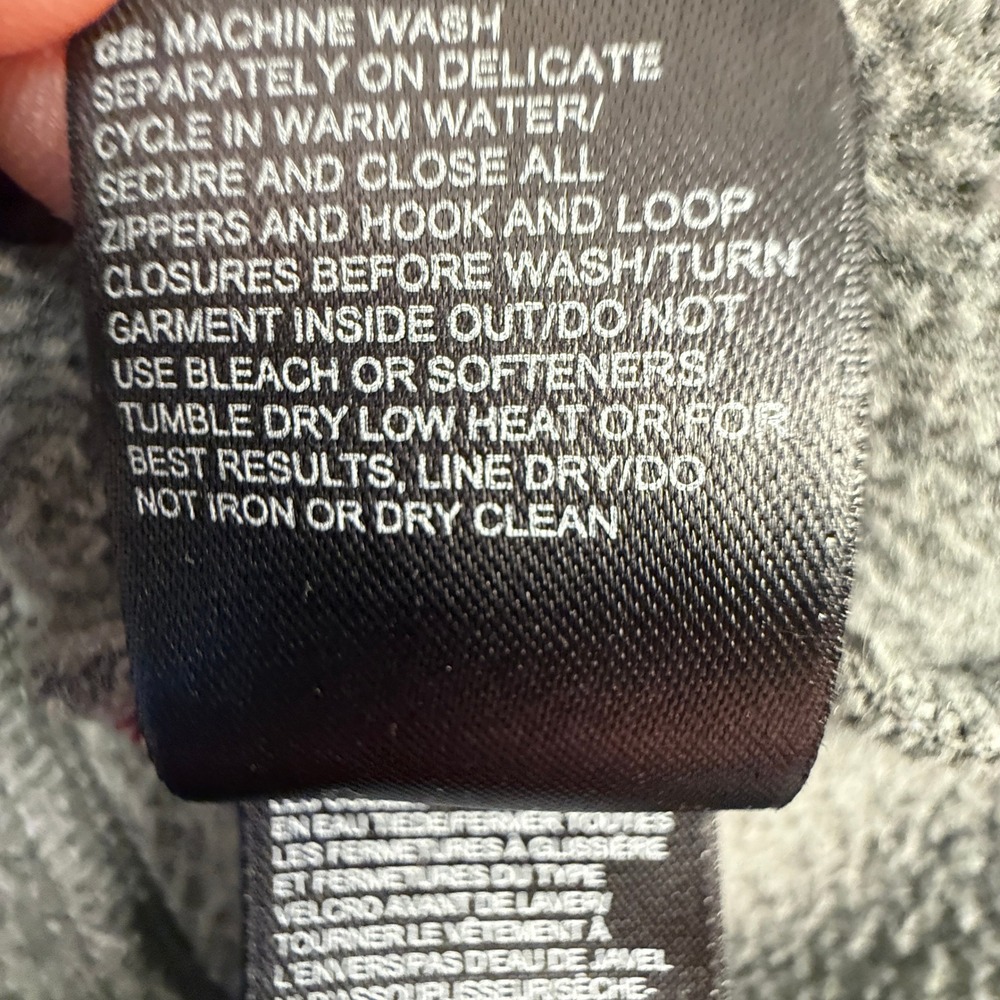 GB: MACHINE WASH
SEPARATELY ON DELICATE
CYCLE IN WARM WATER/
SECURE AND CLOSE ALL
ZIPPERS AND HOOK AND LOOP
CLOSURES BEFORE WASH/TURN
GARMENT INSIDE OUT/DO NOT
USE BLEACH OR SOFTENERS/
TUMBLE DRY LOW HEAT OR FOR
BEST RESULTS, LINE DRY/DO
NOT IRON OR DRY CLEAN
EN EAU TIÈDE/FERMER TOUTES
LES FERMETURES À GLISSIÈRE
ET FERMETURES DU TYPE
VELCRO AVANT DE LAVER/
TOURNER LE VÊTEMENT À
L'ENVERS/PAS D'EAU DE JAVEL